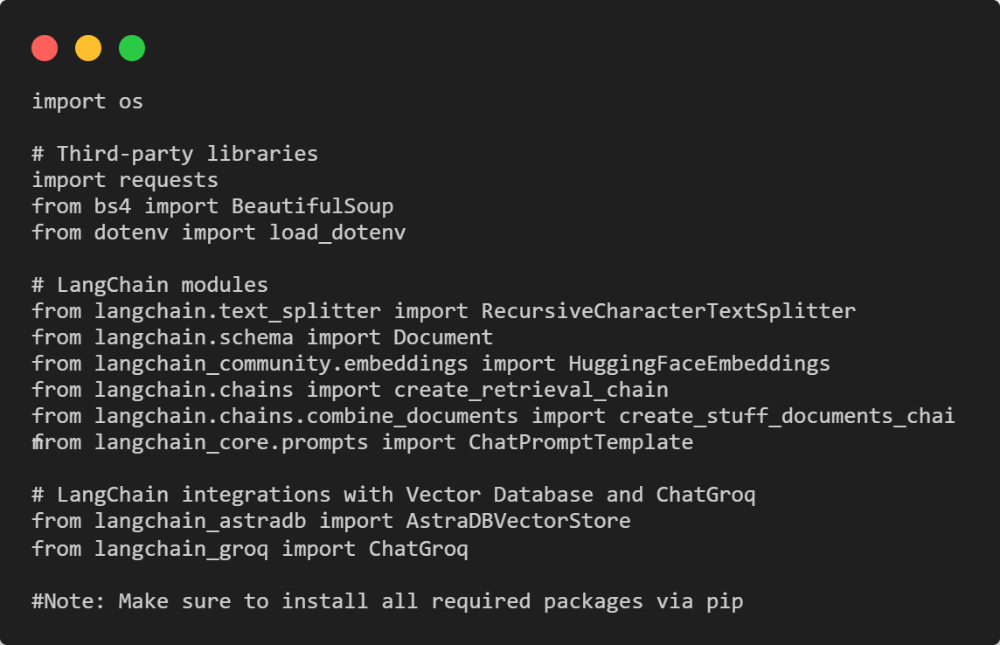 import os
# Third-party libraries
import requests
from bs4 import BeautifulSoup
from dotenv import load_dotenv
# LangChain modules
from langchain.text_splitter import RecursiveCharacterTextSplitter
from langchain.schema import Document
from langchain_community.embeddings import HuggingFaceEmbeddings
from langchain.chains import create_retrieval_chain
from langchain.chains.combine_documents import create_stuff_documents_chai
n
from langchain_core.prompts import ChatPromptTemplate
# LangChain integrations with Vector Database and ChatGroq
from langchain_astradb import AstraDBVectorStore
from langchain_groq import ChatGroq
#Note: Make sure to install all required packages via pip